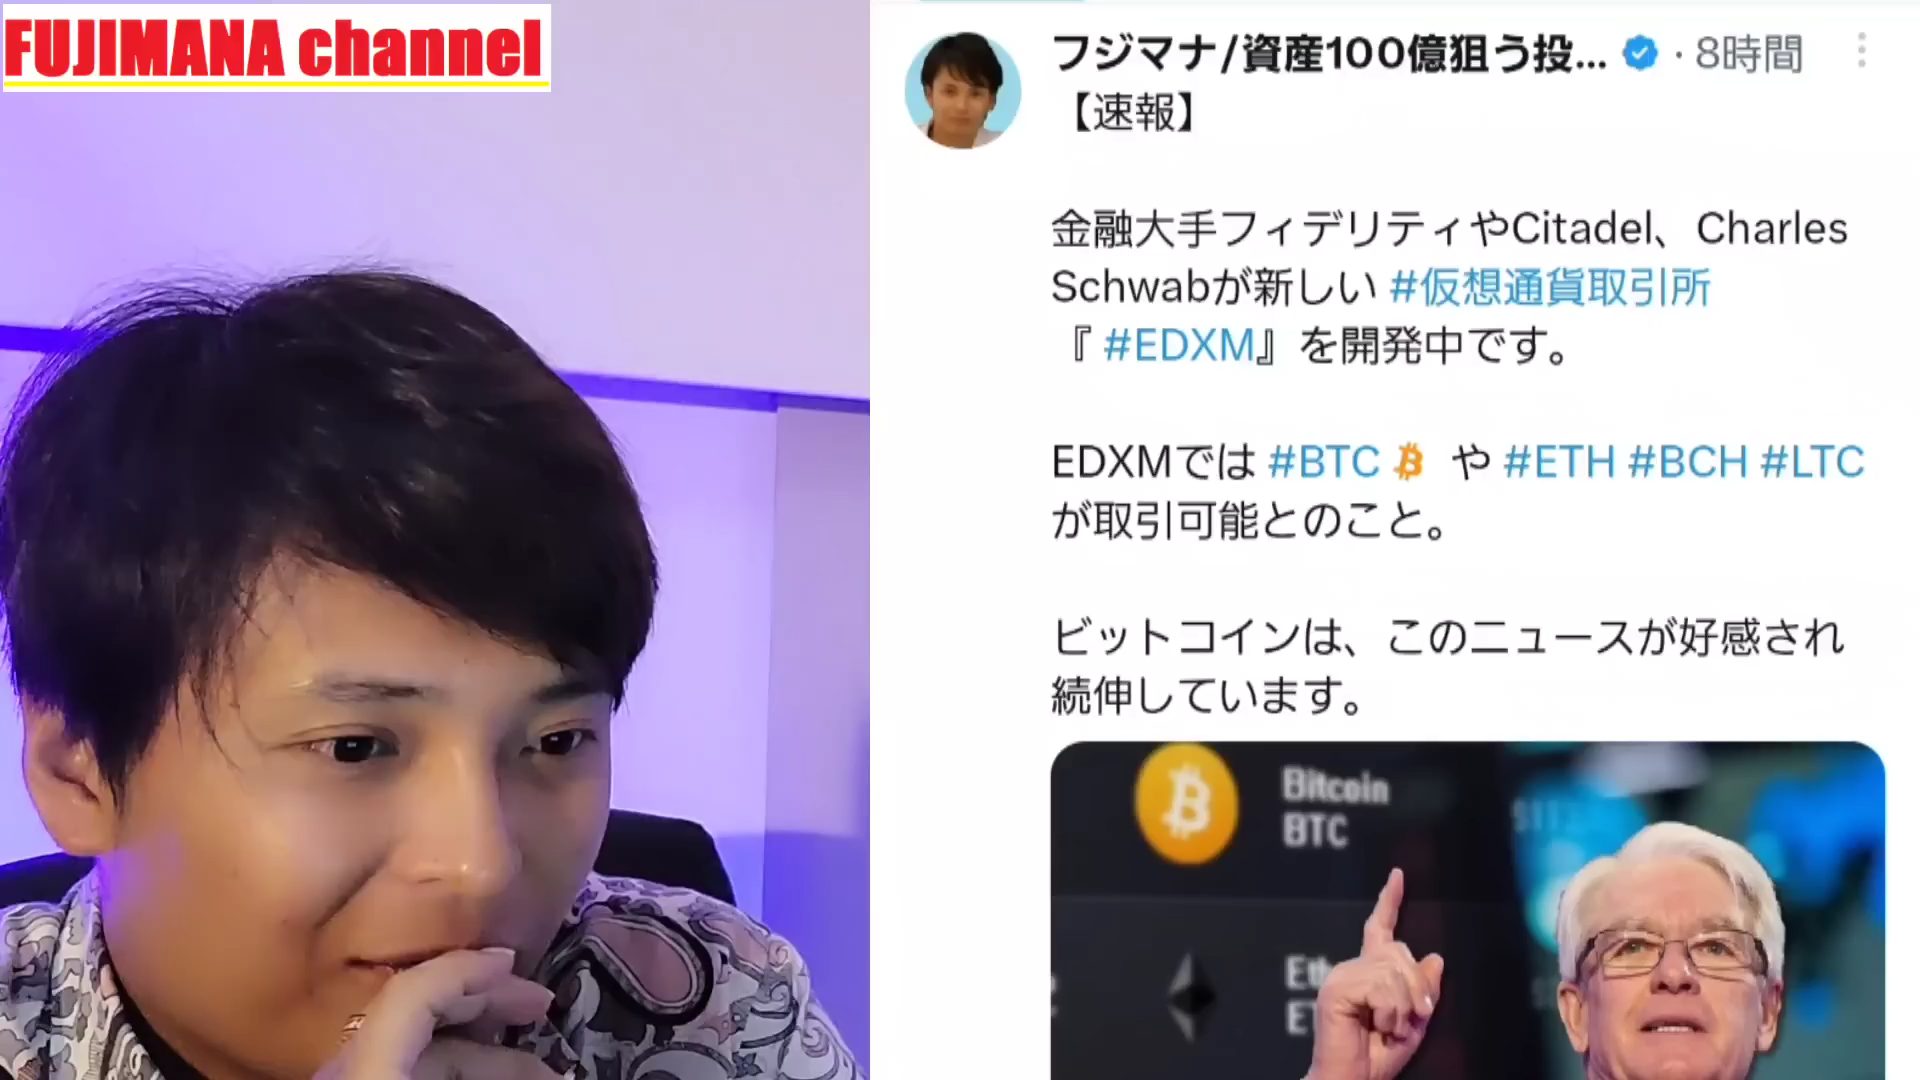 FUJIMANA channel
フジマナ/資産100億狙う投... · 8時間
【速報】
金融大手フィデリティやCitadel、Charles
Schwabが新しい #仮想通貨取引所
『 #EDXM』を開発中です。
EDXMでは #BTC や #ETH #BCH #LTC
が取引可能とのこと。
ビットコインは、このニュースが好感され
続伸しています。
Bitcoin
BTC